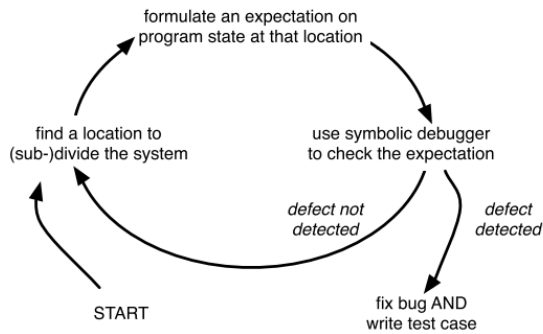 formulate an expectation on
program state at that location
find a location to
(sub-)divide the system
use symbolic debugger
to check the expectation
defect not
detected
defect
detected
START
fix bug AND
write test case